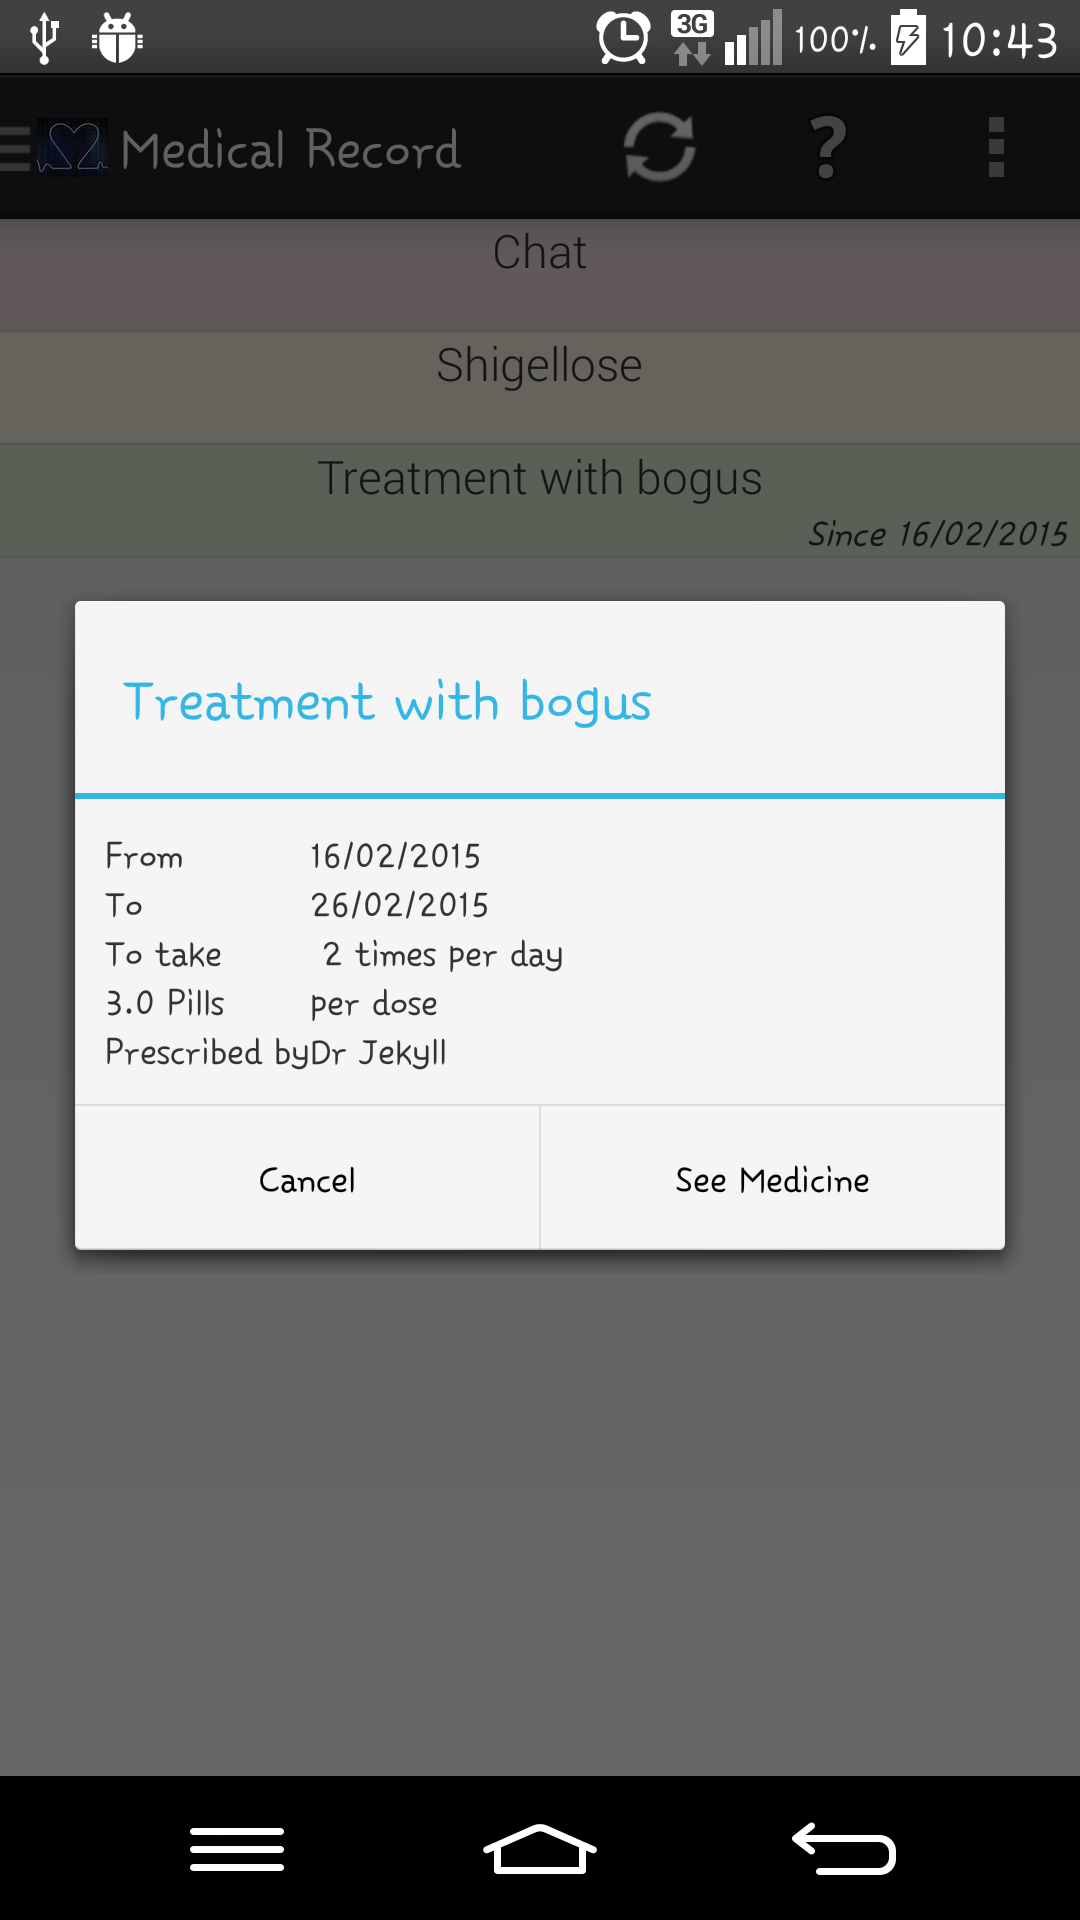 3G 100% 10:43
Medical Record ?
Chat
Shigellose
Treatment with bogus
Since 16/02/2015
Treatment with bogus
From 16/02/2015
To 26/02/2015
To take 2 times per day
3.0 Pills per dose
Prescribed byDr Jekyll
Cancel See Medicine